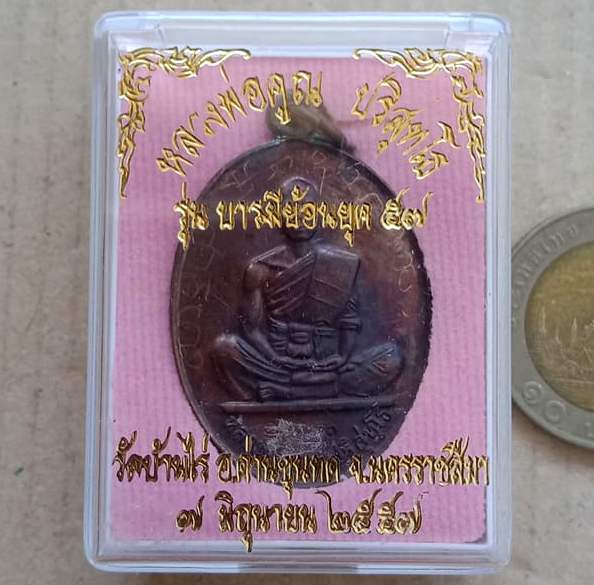 หลวงพ่อคูณ ปริสุทโธ
รุ่น บารมีย้อนยุค ๕๗
วัดบ้านไร่ อ.ด่านขุนทด จ.นครราชสีมา
๗ มิถุนายน ๒๕๕๗
๑๐